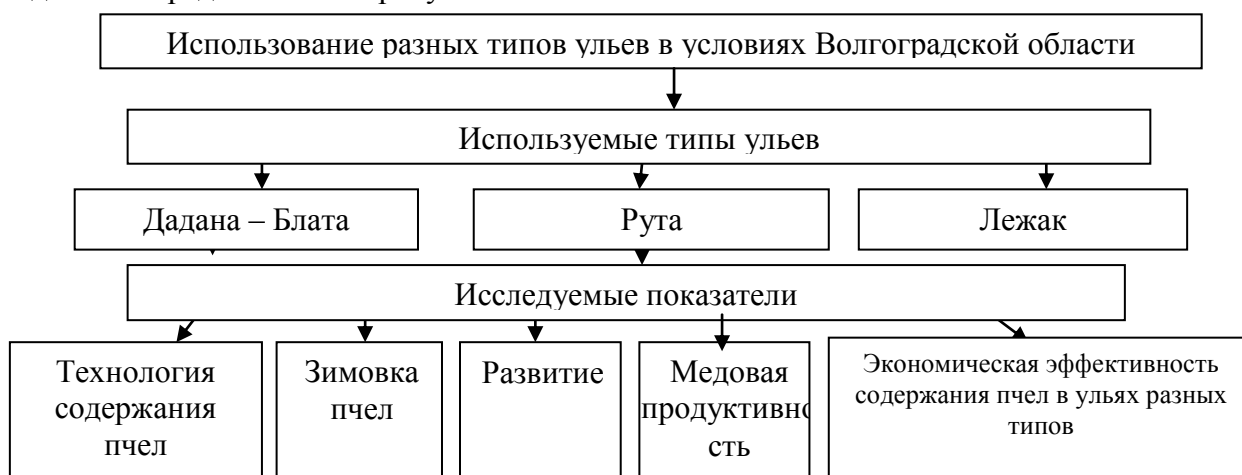 Использование разных типов ульев в условиях Волгоградской области
Используемые типы ульев
Дадана – Блата
Рута
Лежак
Исследуемые показатели
Технология
содержания
пчел
Зимовка
пчел
Развитие
Медовая
продуктивно
сть
Экономическая эффективность
содержания пчел в ульях разных
типов